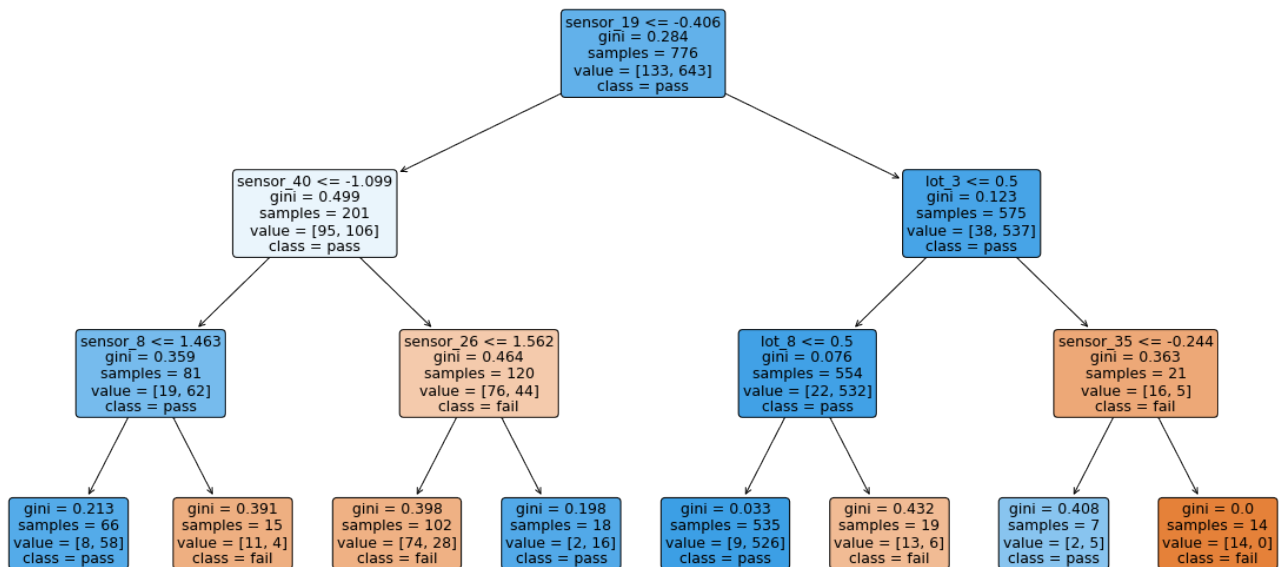 sensor_19 <= -0.406
gini = 0.284
samples = 776
value = [133, 643]
class = pass
sensor_40 <= -1.099
gini = 0.499
samples = 201
value = [95, 106]
class = pass
lot_3 <= 0.5
gini = 0.123
samples = 575
value = [38, 537]
class = pass
sensor_8 <= 1.463
gini = 0.359
samples = 81
value = [19, 62]
class = pass
sensor_26 <= 1.562
gini = 0.464
samples = 120
value = [76, 44]
class = fail
lot_8 <= 0.5
gini = 0.076
samples = 554
value = [22, 532]
class = pass
sensor_35 <= -0.244
gini = 0.363
samples = 21
value = [16, 5]
class = fail
gini = 0.213
samples = 66
value = [8, 58]
class = pass
gini = 0.391
samples = 15
value = [11, 4]
class = fail
gini = 0.398
samples = 102
value = [74, 28]
class = fail
gini = 0.198
samples = 18
value = [2, 16]
class = pass
gini = 0.033
samples = 535
value = [9, 526]
class = pass
gini = 0.432
samples = 19
value = [13, 6]
class = fail
gini = 0.408
samples = 7
value = [2, 5]
class = pass
gini = 0.0
samples = 14
value = [14, 0]
class = fail